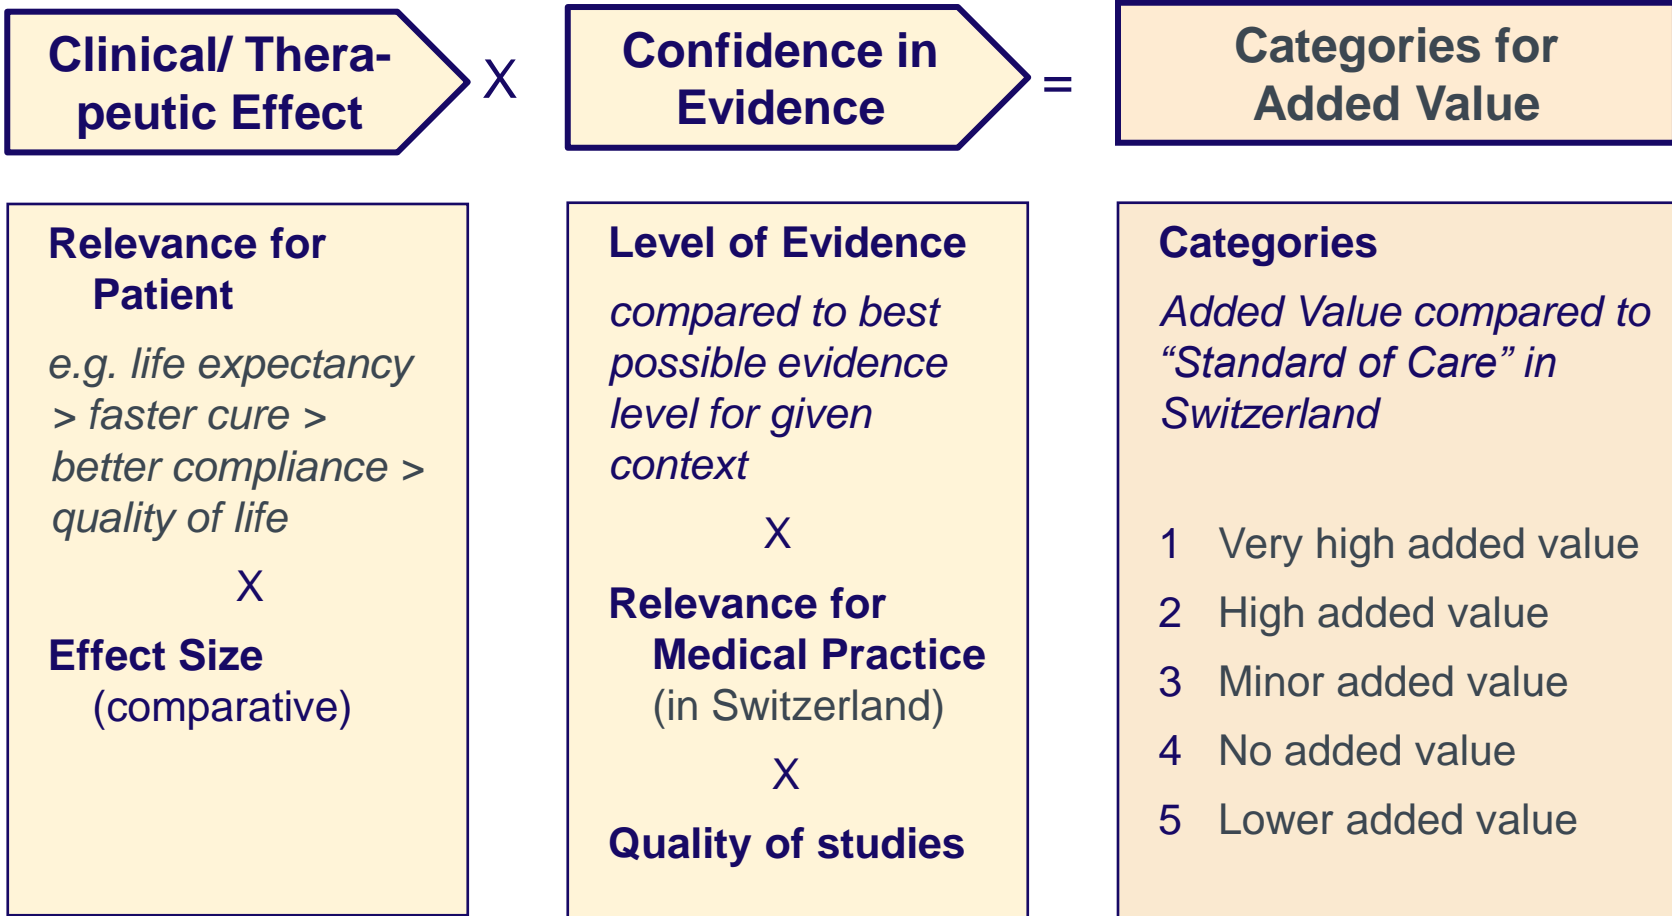 Clinical/ Thera-
peutic Effect
X
Confidence in
Evidence
=
Categories for
Added Value
Relevance for
Patient
e.g. life expectancy
> faster cure >
better compliance >
quality of life
X
Effect Size
(comparative)
Level of Evidence
compared to best
possible evidence
level for given
context
X
Relevance for
Medical Practice
(in Switzerland)
X
Quality of studies
Categories
Added Value compared to
“Standard of Care” in
Switzerland
1 Very high added value
2 High added value
3 Minor added value
4 No added value
5 Lower added value